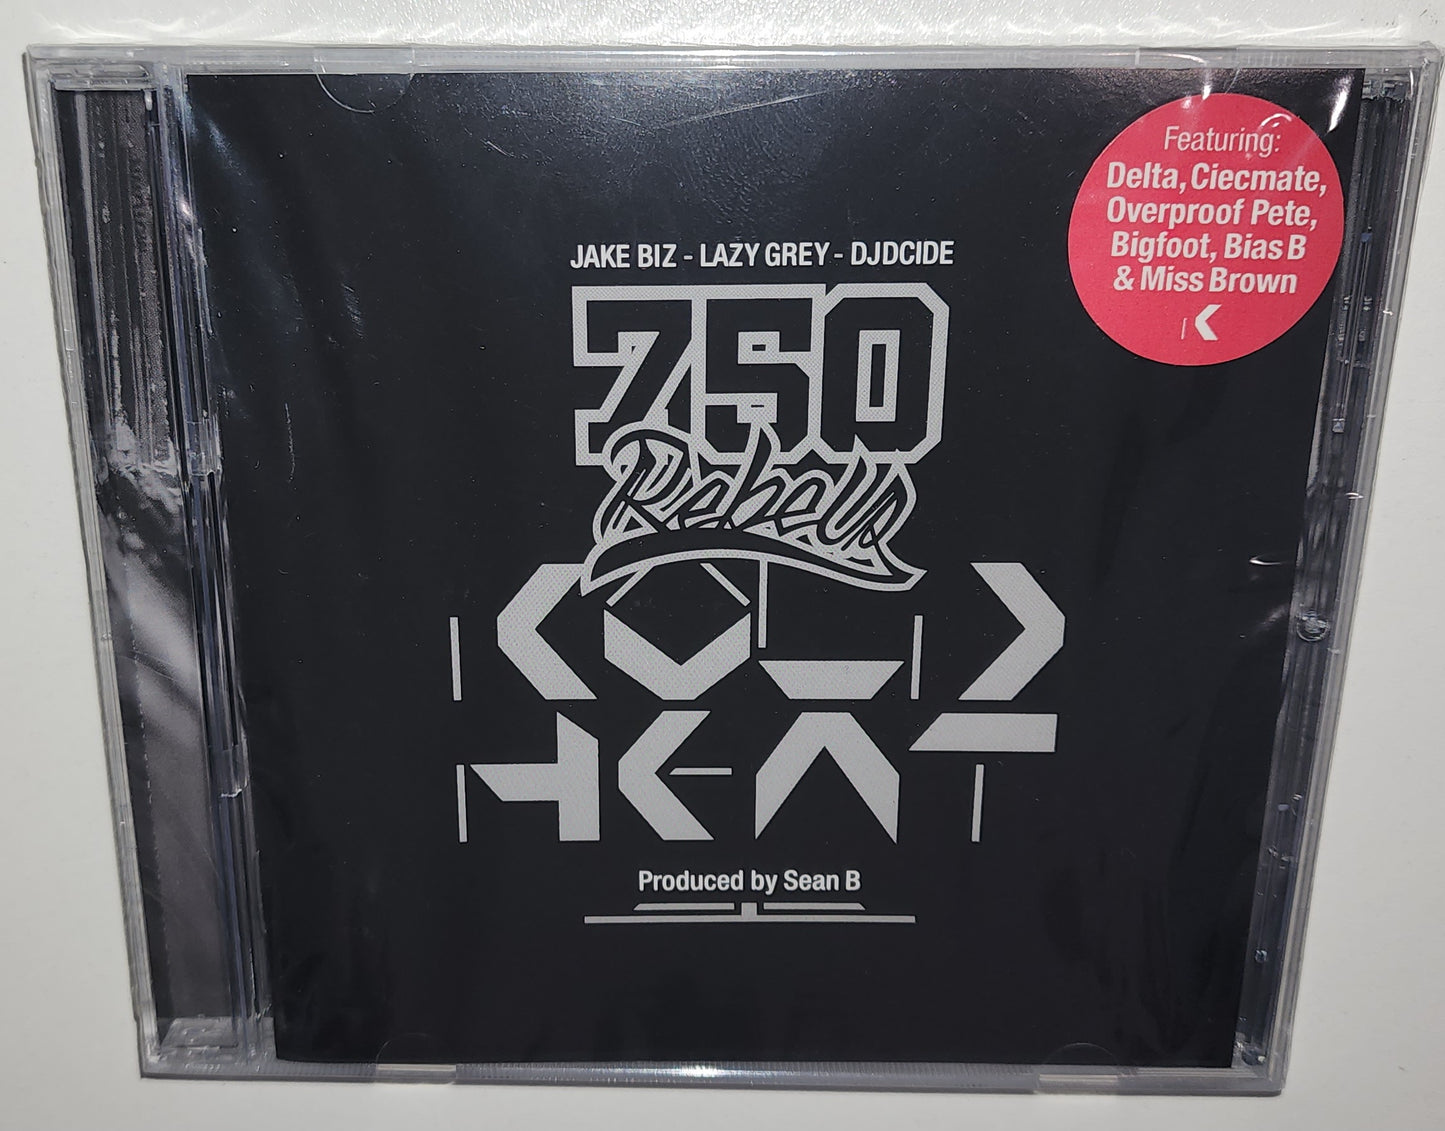 Featuring:
Delta, Ciecmate,
Overproof Pete,
Bigfoot, Bias B
& Miss Brown
JAKE BIZ - LAZY GREY - DJDCIDE
750
Rebels
COLD
HEAT
Produced by Sean B